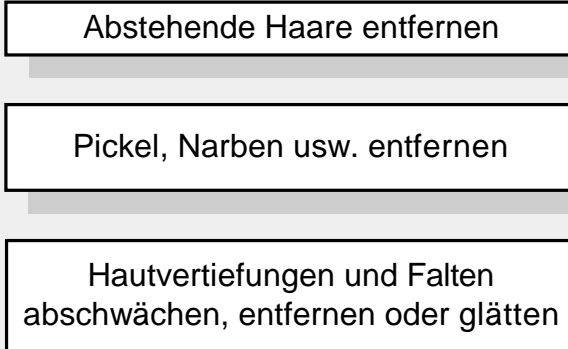 Abstehende Haare entfernen
Pickel, Narben usw. entfernen
Hautvertiefungen und Falten
abschwächen, entfernen oder glätten